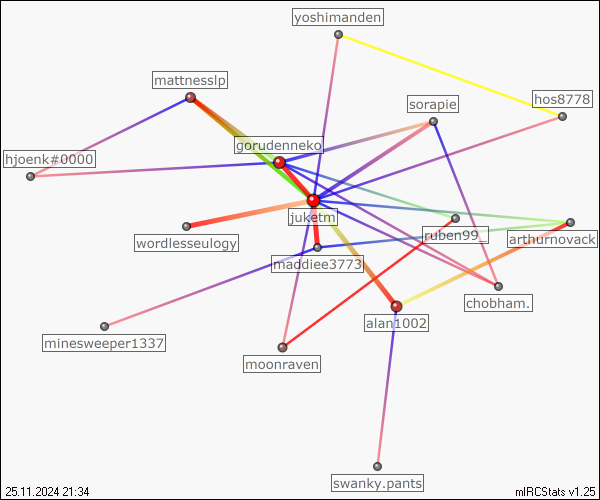 yoshimanden
mattnesslp
hos8778
sorapie
gorudenneko
hjoenk#0000
juketm
wordlesseulogy
ruben99_
arthurnovack
maddiee3773
chobham.
alan1002
minesweeper1337
moonraven
swanky.pants
25.11.2024 21:34
mIRCStats v1.25